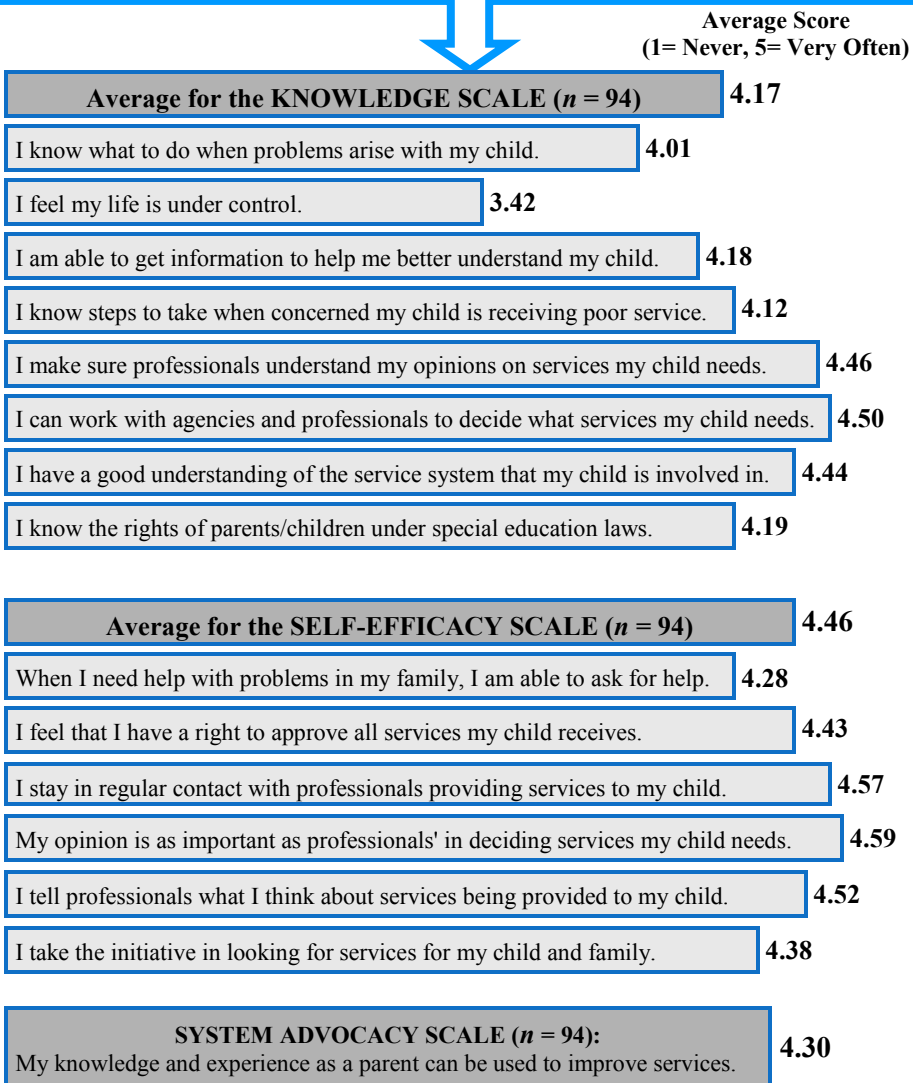 Average Score
(1= Never, 5= Very Often)
Average for the KNOWLEDGE SCALE (n = 94) 4.17
I know what to do when problems arise with my child. 4.01
I feel my life is under control. 3.42
I am able to get information to help me better understand my child. 4.18
I know steps to take when concerned my child is receiving poor service. 4.12
I make sure professionals understand my opinions on services my child needs. 4.46
I can work with agencies and professionals to decide what services my child needs. 4.50
I have a good understanding of the service system that my child is involved in. 4.44
I know the rights of parents/children under special education laws. 4.19
Average for the SELF-EFFICACY SCALE (n = 94) 4.46
When I need help with problems in my family, I am able to ask for help. 4.28
I feel that I have a right to approve all services my child receives. 4.43
I stay in regular contact with professionals providing services to my child. 4.57
My opinion is as important as professionals' in deciding services my child needs. 4.59
I tell professionals what I think about services being provided to my child. 4.52
I take the initiative in looking for services for my child and family. 4.38
SYSTEM ADVOCACY SCALE (n = 94):
My knowledge and experience as a parent can be used to improve services. 4.30